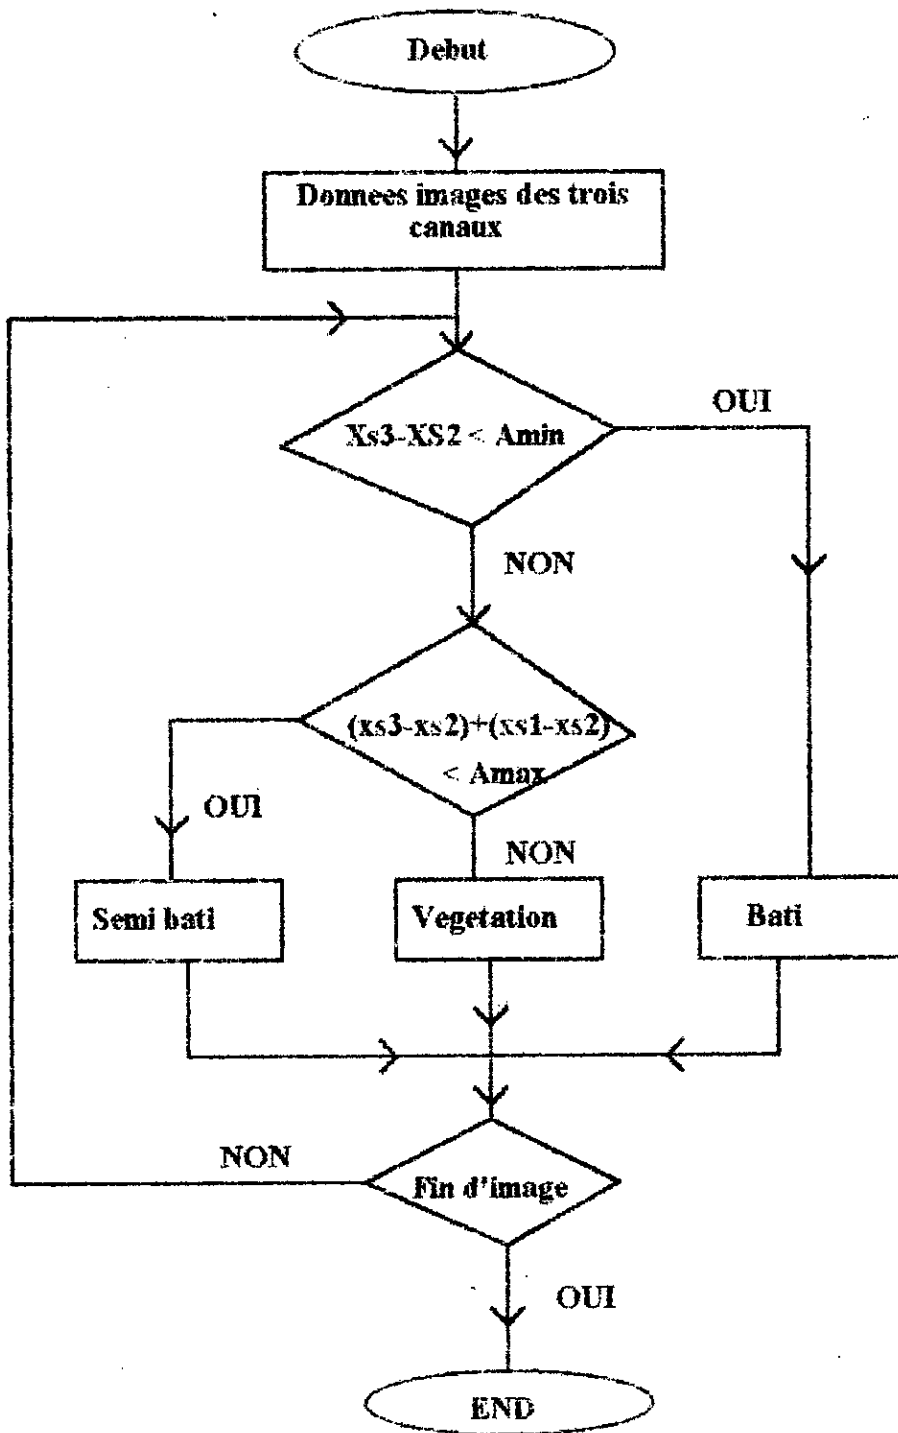 Debut
Donnees images des trois
canaux
OUI
Xs3-XS2 < Amin
NON
(xs3-xs2)+(xs1-xs2)
< Amax
OUI
NON
Semi bati
Vegetation
Bati
NON
Fin d'image
OUI
END